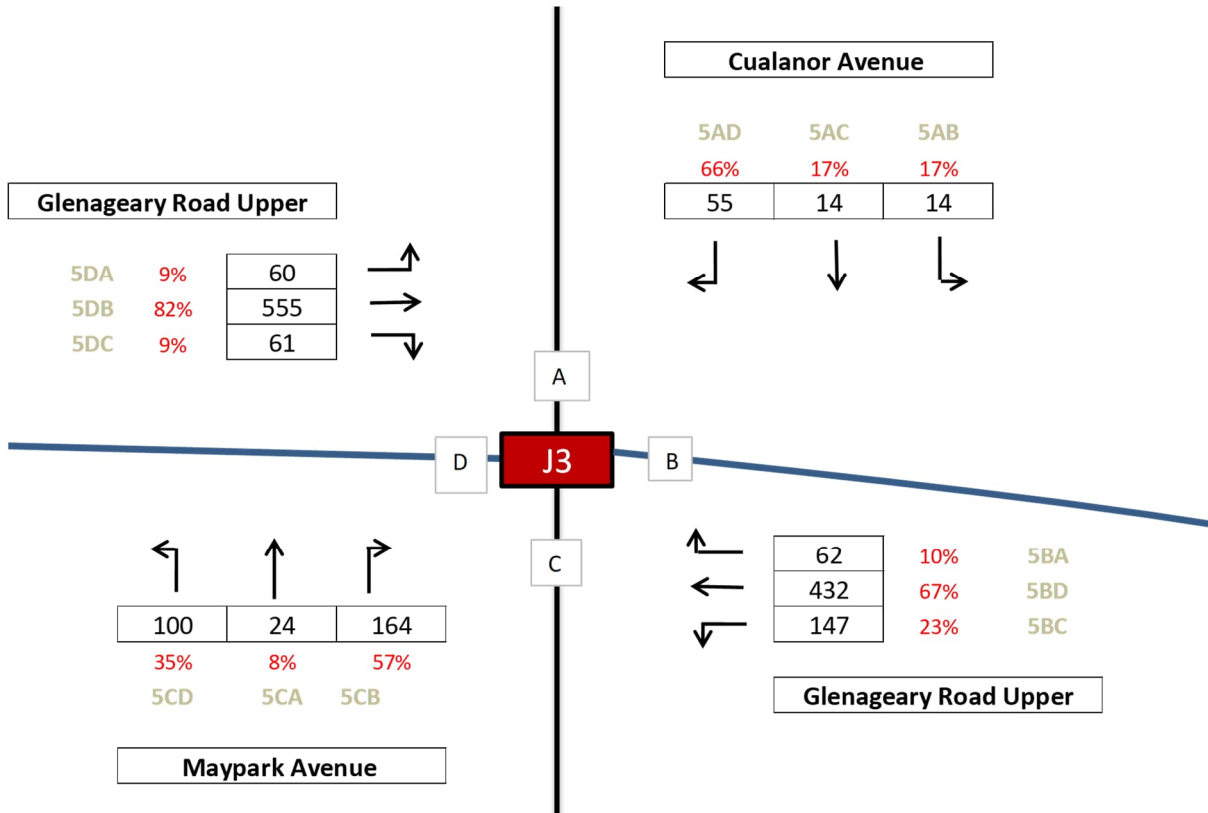 Cualanor Avenue
5AD 5AC 5AB
66% 17% 17%
55 14 14
Glenageary Road Upper
5DA 9% 60
5DB 82% 555
5DC 9% 61
A
D J3 B
C
62 10% 5BA
432 67% 5BD
147 23% 5BC
100 24 164
35% 8% 57%
5CD 5CA 5CB
Glenageary Road Upper
Maypark Avenue